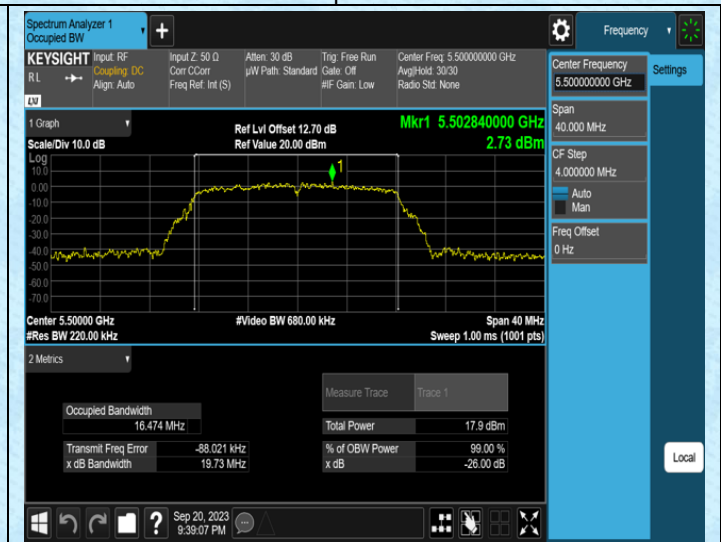 Spectrum Analyzer 1
Occupied BW
Frequency
KEYSIGHT
R L
LXI
Input: RF
Coupling: DC
Align: Auto
Input Z: 50 Ω
Corr CCorr
Freq Ref: Int (S)
Atten: 30 dB
µW Path: Standard
Trig: Free Run
Gate: Off
#IF Gain: Low
Center Freq: 5.500000000 GHz
Avg|Hold: 30/30
Radio Std: None
Center Frequency
5.500000000 GHz
Settings
Span
40.000 MHz
CF Step
4.000000 MHz
Auto
Man
Freq Offset
0 Hz
1 Graph
Scale/Div 10.0 dB
Ref Lvl Offset 12.70 dB
Ref Value 20.00 dBm
Mkr1 5.502840000 GHz
2.73 dBm
Log
10.0
0.00
-10.0
-20.0
-30.0
-40.0
-50.0
-60.0
-70.0
1
Center 5.50000 GHz
#Res BW 220.00 kHz
#Video BW 680.00 kHz
Span 40 MHz
Sweep 1.00 ms (1001 pts)
2 Metrics
Measure Trace Trace 1
Occupied Bandwidth
16.474 MHz
Total Power 17.9 dBm
Transmit Freq Error -88.021 kHz
% of OBW Power 99.00 %
x dB Bandwidth 19.73 MHz
x dB -26.00 dB
Local
Sep 20, 2023
9:39:07 PM